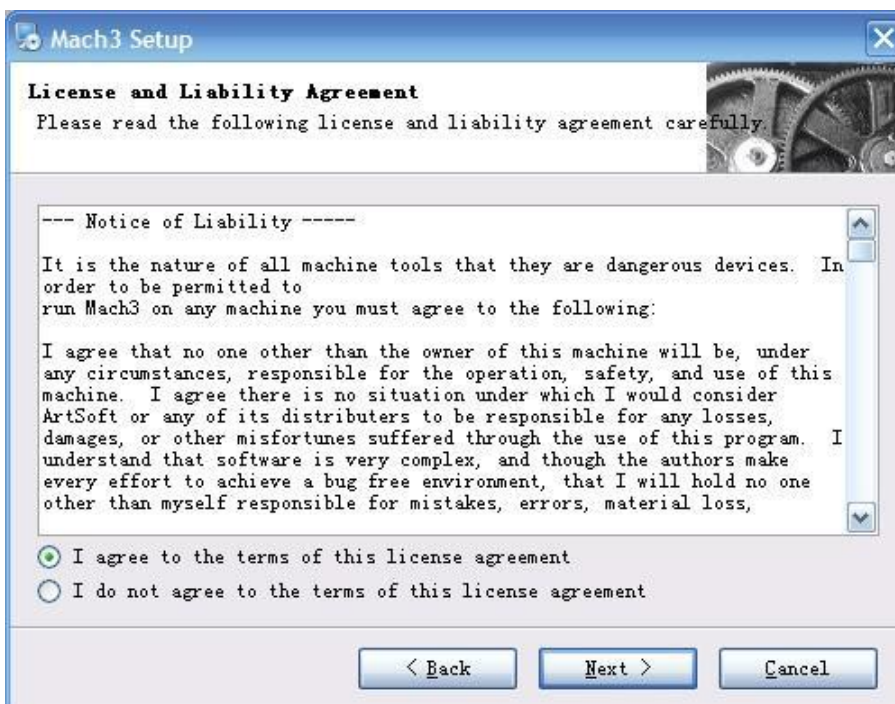 Mach3 Setup
License and Liability Agreement
Please read the following license and liability agreement carefully.
--- Notice of Liability -----
It is the nature of all machine tools that they are dangerous devices.  In
order to be permitted to
run Mach3 on any machine you must agree to the following:
I agree that no one other than the owner of this machine will be, under
any circumstances, responsible for the operation, safety, and use of this
machine.  I agree there is no situation under which I would consider
ArtSoft or any of its distributers to be responsible for any losses,
damages, or other misfortunes suffered through the use of this program.  I
understand that software is very complex, and though the authors make
every effort to achieve a bug free environment, that I will hold no one
other than myself responsible for mistakes, errors, material loss,
I agree to the terms of this license agreement
I do not agree to the terms of this license agreement
< Back
Next >
Cancel